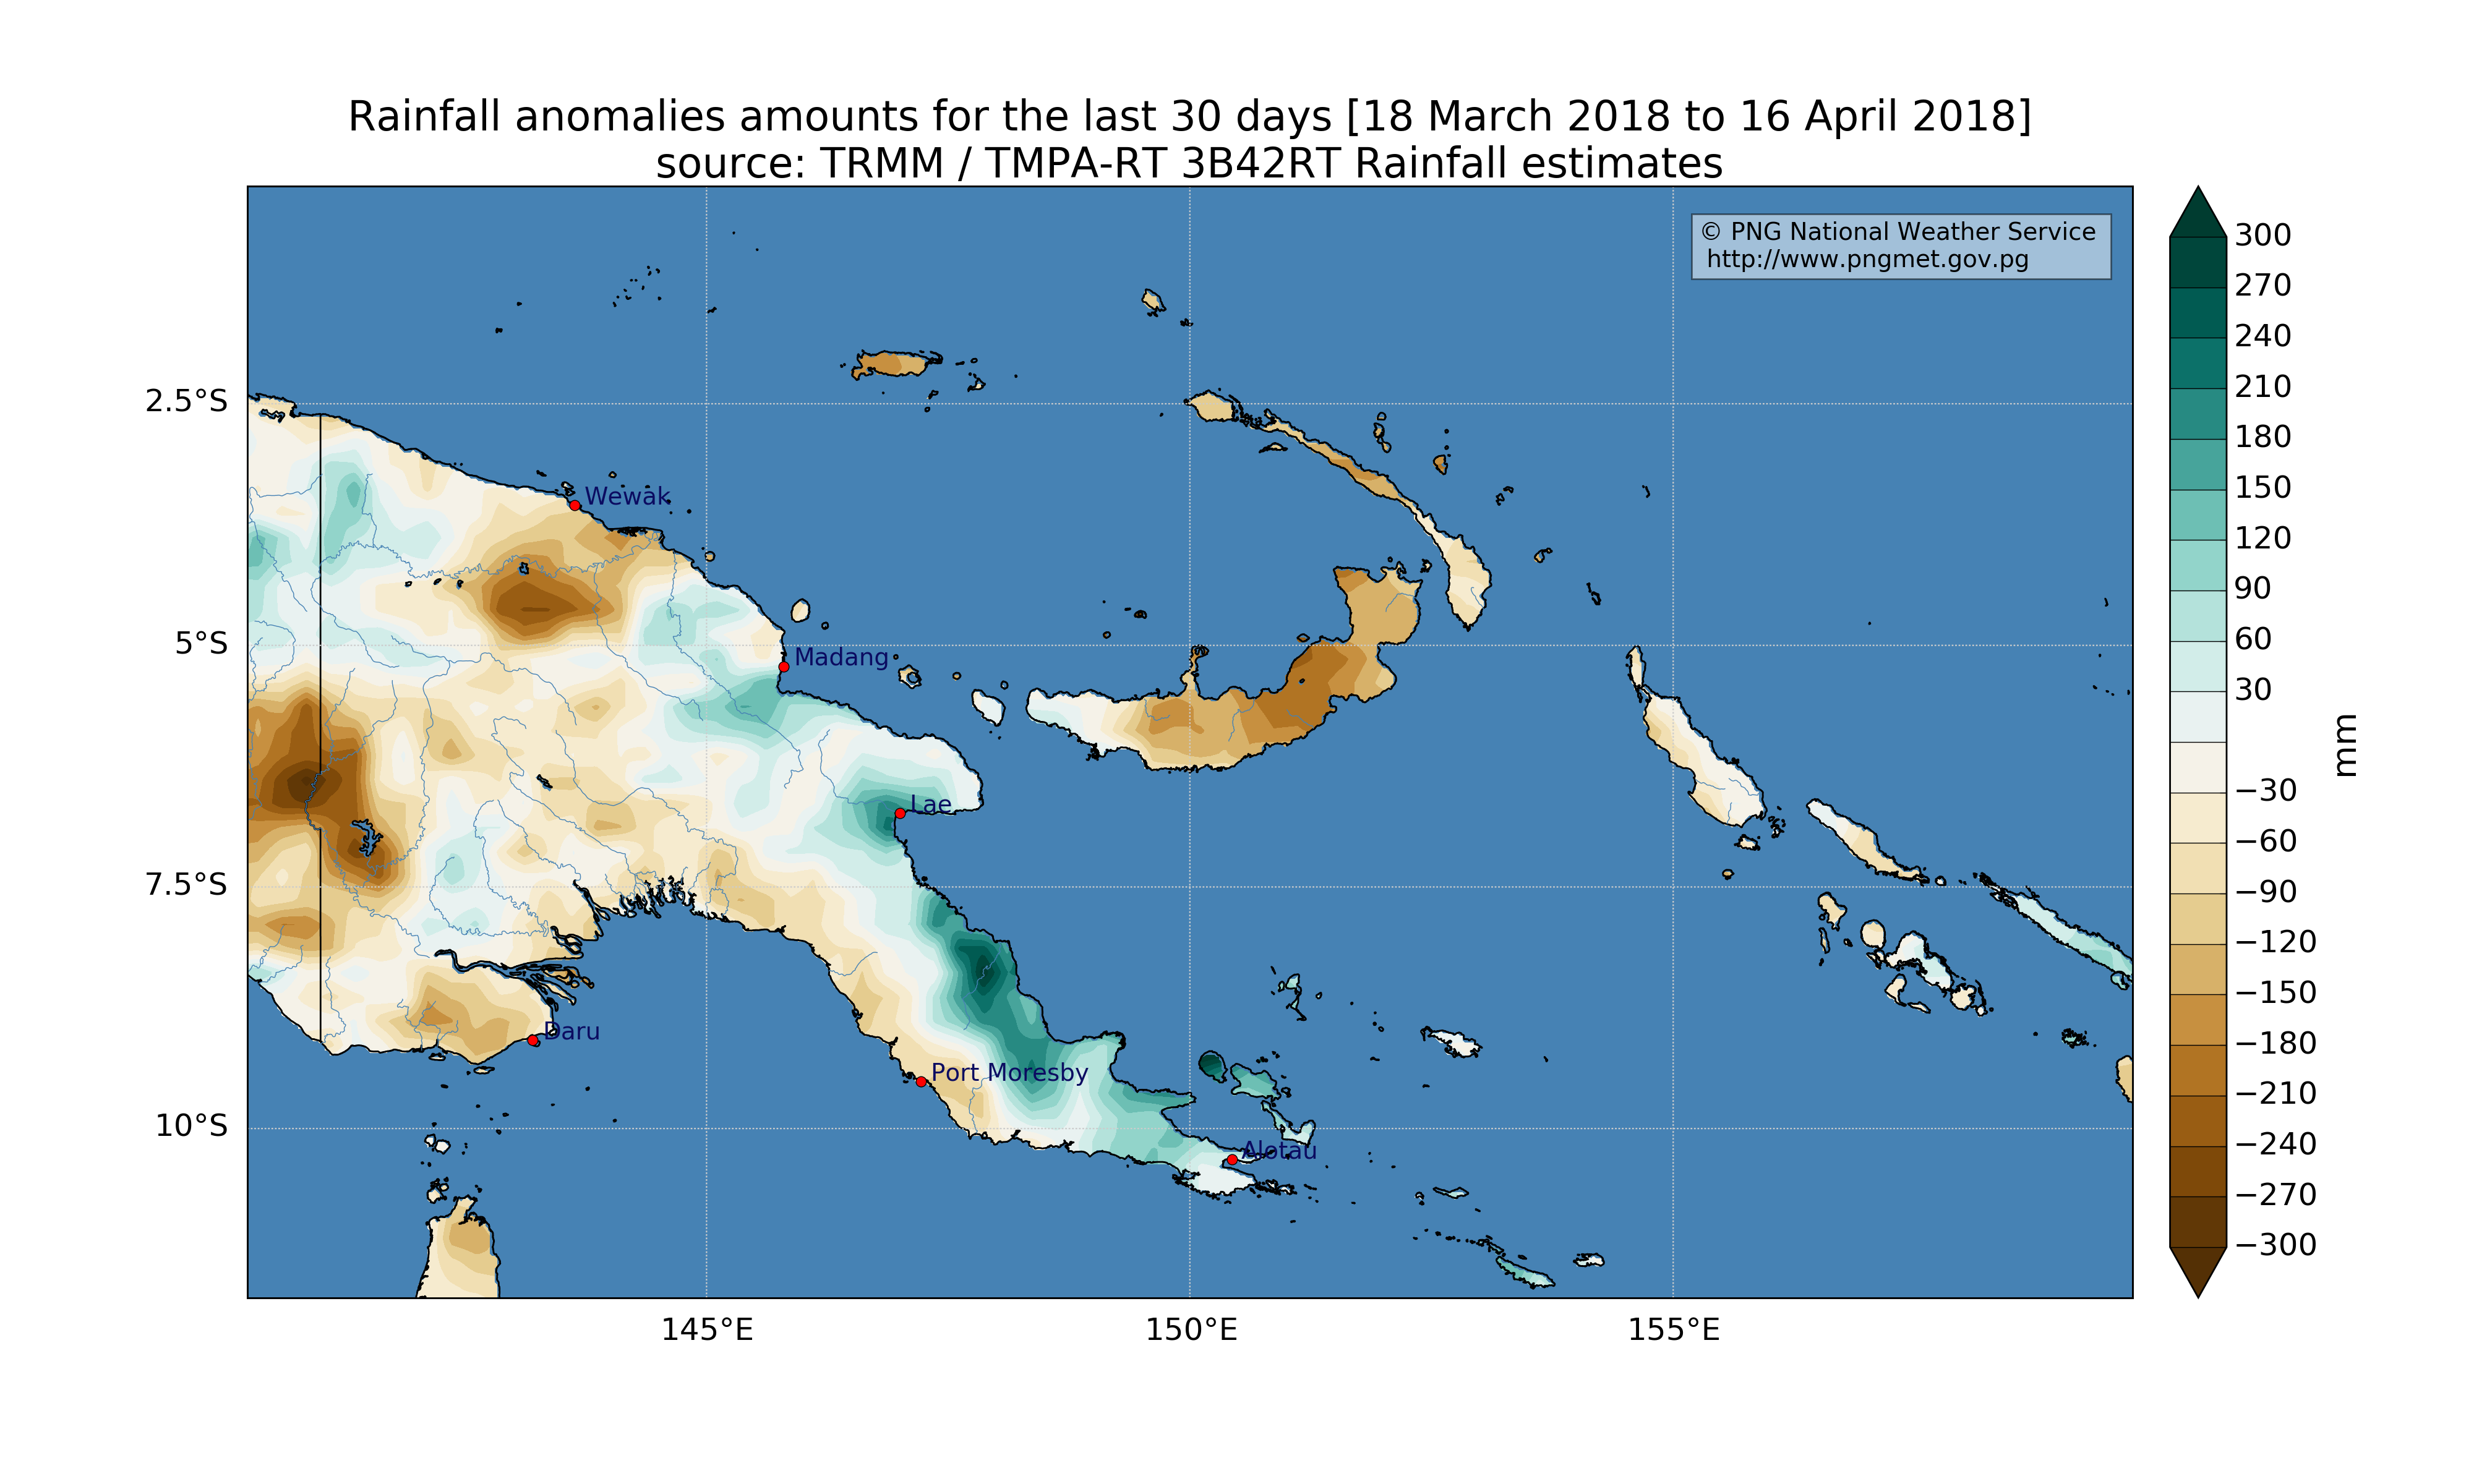 Rainfall anomalies amounts for the last 30 days [18 March 2018 to 16 April 2018]
source: TRMM / TMPA-RT 3B42RT Rainfall estimates
© PNG National Weather Service
http://www.pngmet.gov.pg
2.5°S
5°S
7.5°S
10°S
145°E
150°E
155°E
Wewak
Madang
Lae
Daru
Port Moresby
Alotau
300
270
240
210
180
150
120
90
60
30
−30
−60
−90
−120
−150
−180
−210
−240
−270
−300
mm